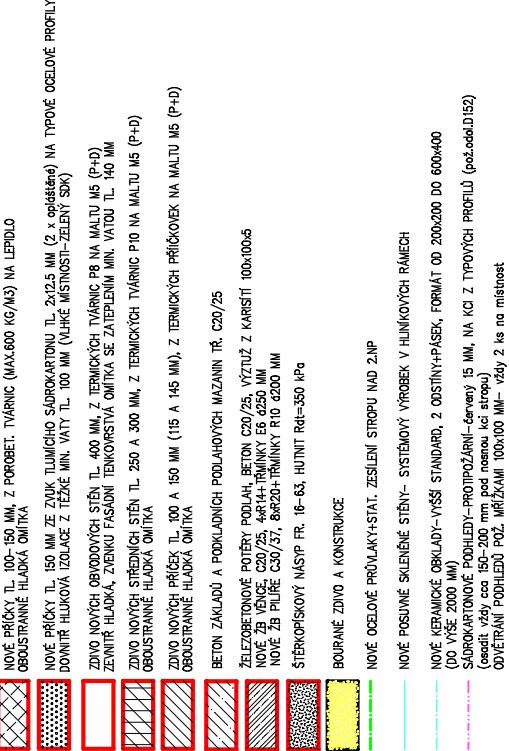 NOVÉ PŘÍČKY TL. 100-150 MM, Z POROBET. TVÁRNIC (MAX.600 KG/M3) NA LEPIDLO
OBOUSTRANNĚ HLADKÁ OMÍTKA
NOVÉ PŘÍČKY TL. 150 MM ZE ZVUK TLUMÍCÍHO SÁDROKARTONU TL. 2x12.5 MM (2 x opláštěné) NA TYPOVÉ OCELOVÉ PROFILY
DOVNITŘ HLUKOVÁ IZOLACE Z TĚŽKÉ MIN. VATY TL. 100 MM (VLHKÉ MÍSTNOSTI-ZELENÝ SDK)
ZDIVO NOVÝCH OBVODOVÝCH STĚN TL. 400 MM, Z TERMICKÝCH TVÁRNIC P8 NA MALTU M5 (P+D)
ZEVNITŘ HLADKÁ, ZVENKU FASÁDNÍ TENKOVRSTVÁ OMÍTKA SE ZATEPLENÍM MIN. VATOU TL. 140 MM
ZDIVO NOVÝCH STŘEDNÍCH STĚN TL. 250 A 300 MM, Z TERMICKÝCH TVÁRNIC P10 NA MALTU M5 (P+D)
OBOUSTRANNĚ HLADKÁ OMÍTKA
ZDIVO NOVÝCH PŘÍČEK TL. 100 A 150 MM (115 A 145 MM), Z TERMICKÝCH PŘÍČKOVEK NA MALTU M5 (P+D)
OBOUSTRANNĚ HLADKÁ OMÍTKA
BETON ZÁKLADŮ A PODKLADNÍCH PODLAHOVÝCH MAZANIN TŘ. C20/25
ŽELEZOBETONOVÉ POTĚRY PODLAH, BETON C20/25, VÝZTUŽ Z KARISÍTÍ 100x100x5
NOVÉ ŽB VĚNCE, C20/25, 4xR14+TŘMÍNKY E6 á250 MM
NOVÉ ŽB PILÍŘE C30/37, 8xR20+TŘMÍNKY R10 á200 MM
ŠTĚRKOPÍSKOVÝ NÁSYP FR. 16-63, HUTNIT Rdt=350 kPa
BOURANÉ ZDIVO A KONSTRUKCE
NOVÉ OCELOVÉ PRŮVLAKY+STAT. ZESÍLENÍ STROPU NAD 2.NP
NOVÉ POSUVNÉ SKLENĚNÉ STĚNY- SYSTÉMOVÝ VÝROBEK V HLINÍKOVÝCH RÁMECH
NOVÉ KERAMICKÉ OBKLADY-VYŠŠÍ STANDARD, 2 ODSTÍNY+PÁSEK, FORMÁT OD 200x200 DO 600x400
(DO VÝŠE 2000 MM)
SÁDROKARTONOVÉ PODHLEDY-PROTIPOŽÁRNÍ-červený 15 MM, NA KCI Z TYPOVÝCH PROFILŮ (pož.odol.D152)
(osadit vždy cca 150-200 mm pod nosnou kcí stropu)
ODVĚTRÁNÍ PODHLEDŮ POŽ. MŘÍŽKAMI 100x100 MM- vždy 2 ks na místnost